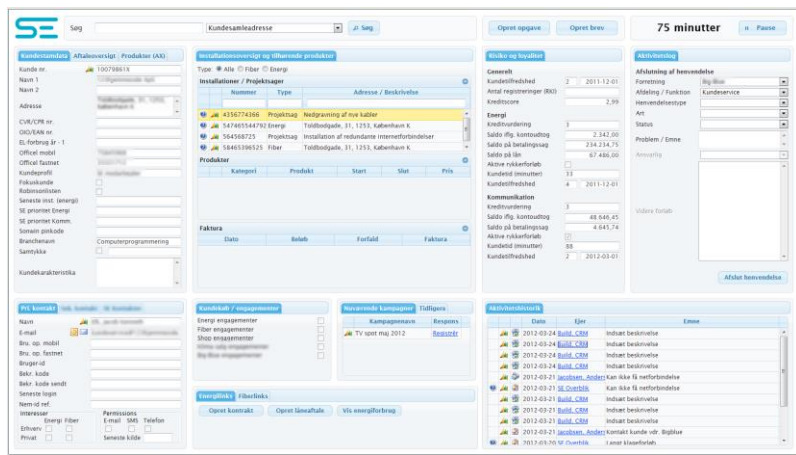 SE
Søg
Kundesamleadresse
Søg
Opret opgave
Opret brev
75 minutter
Pause
Kundestamdata
Aftaleoversigt
Produkter (AX)
Kunde nr.
10079861X
Navn 1
Navn 2
Adresse
CVR/CPR nr.
OIO/EAN nr.
EL-forbrug år - 1
Officel mobil
Officel fastnet
Kundeprofil
Fokuskunde
Robinsonlisten
Seneste inst. (energi)
SE prioritet Energi
SE prioritet Komm.
Sonwin pinkode
Branchenavn
Computerprogrammering
Samtykke
Kundekarakteristika
Installationsoversigt og tilhørende produkter
Type: Alle Fiber Energi
Installationer / Projektsager
Nummer Type Adresse / Beskrivelse
4356774366 Projektsag Nedgravning af nye kabler
547465544792 Energi Toldbodgade, 31, 1253, København K
564568725 Projektsag Installation af redundante internetforbindelser
58465396525 Fiber Toldbodgade, 31, 1253, København K
Produkter
Kategori Produkt Start Slut Pris
Faktura
Dato Beløb Forfald Faktura
Risiko og loyalitet
Generelt
Kundetilfredshed 2 2011-12-01
Antal registreringer (RKI)
Kreditscore 2,99
Energi
Kreditvurdering 3
Saldo iflg. kontoudtog 2.342,00
Saldo på betalingssag 234.234,75
Saldo på lån 67.486,00
Aktive rykkerforløb
Kundetid (minutter) 33
Kundetilfredshed 4 2011-12-01
Kommunikation
Kreditvurdering 3
Saldo iflg. kontoudtog 48.646,45
Saldo på betalingssag 4.645,74
Aktive rykkerforløb
Kundetid (minutter) 88
Kundetilfredshed 2 2012-03-01
Aktivitetslog
Afslutning af henvendelse
Forretning
Afdeling / Funktion Kundeservice
Henvendelsestype
Art
Status
Problem / Emne
Ansvarlig
Videre forløb
Afslut henvendelse
Pri. kontakt
Navn
E-mail
Bru. op. mobil
Bru. op. fastnet
Bruger-id
Bekr. kode
Bekr. kode sendt
Seneste login
Nem-id ref.
Interesser Permissions
Energi Fiber E-mail SMS Telefon
Erhverv
Privat Seneste kilde
Kundekøb / engagementer
Energi engagementer
Fiber engagementer
Shop engagementer
Nuværende kampagner Tidligere
Kampagnenavn Respons
TV spot maj 2012 Registrér
Energilinks Fiberlinks
Opret kontrakt
Opret låneaftale
Vis energiforbrug
Aktivitetshistorik
Dato Ejer Emne
2012-03-24 Build, CRM Indsæt beskrivelse
2012-03-24 Build, CRM Indsæt beskrivelse
2012-03-24 Build, CRM Indsæt beskrivelse
2012-03-21 Jacobsen, Anders Kan ikke få netforbindelse
2012-03-21 SE Overblik Kan ikke få netforbindelse
2012-03-21 Build, CRM Indsæt beskrivelse
2012-03-21 Build, CRM Indsæt beskrivelse
2012-03-21 Build, CRM Indsæt beskrivelse
2012-03-21 Jacobsen, Anders Kontakt kunde vdr. Bigblue
2012-03-20 SE Overblik Langt klageforløb